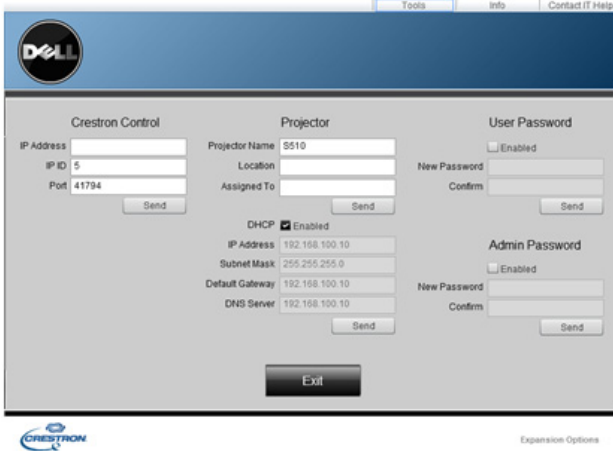 Tools Info Contact IT Help
DELL
Crestron Control
IP Address
IP ID 5
Port 41794
Send
Projector
Projector Name S510
Location
Assigned To
Send
DHCP Enabled
IP Address 192.168.100.10
Subnet Mask 255.255.255.0
Default Gateway 192.168.100.10
DNS Server 192.168.100.10
Send
User Password
Enabled
New Password
Confirm
Send
Admin Password
Enabled
New Password
Confirm
Send
Exit
CRESTRON
Expansion Options